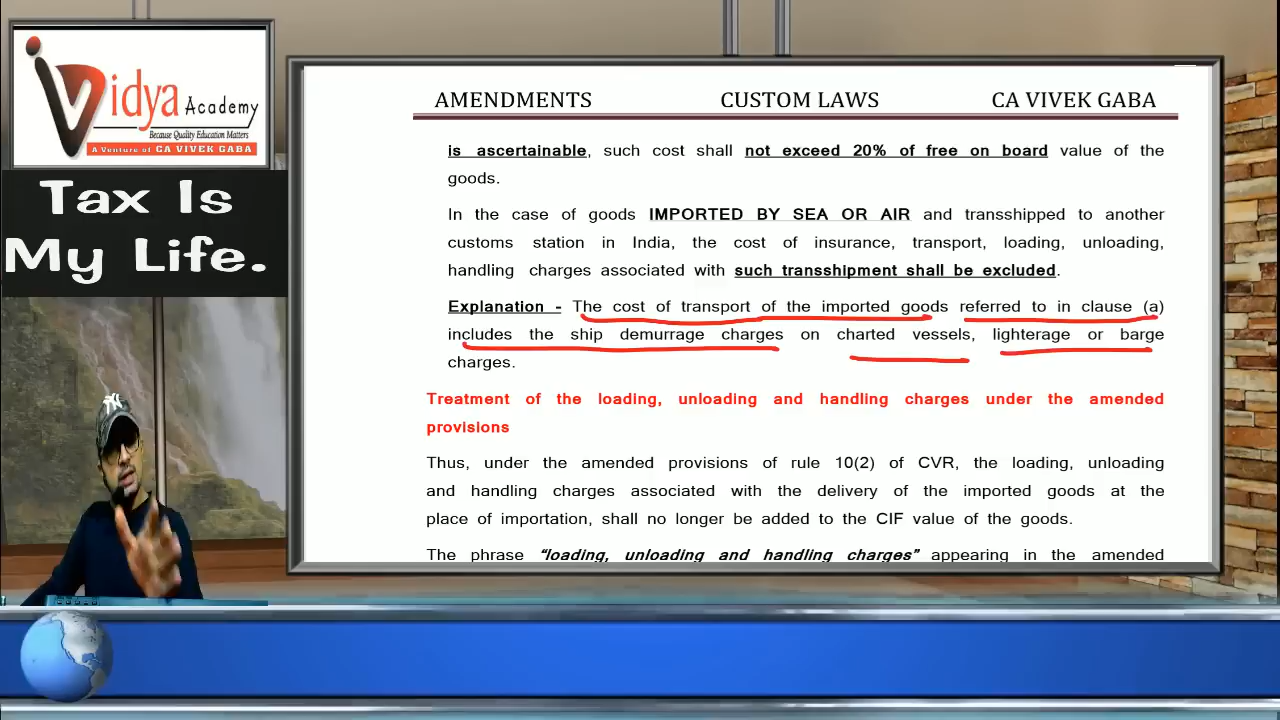 Vidya Academy
Because Quality Education Matters
A Venture of CA VIVEK GABA
Tax Is
My Life.
AMENDMENTS CUSTOM LAWS CA VIVEK GABA
is ascertainable, such cost shall not exceed 20% of free on board value of the
goods.
In the case of goods IMPORTED BY SEA OR AIR and transshipped to another
customs station in India, the cost of insurance, transport, loading, unloading,
handling charges associated with such transshipment shall be excluded.
Explanation - The cost of transport of the imported goods referred to in clause (a)
includes the ship demurrage charges on charted vessels, lighterage or barge
charges.
Treatment of the loading, unloading and handling charges under the amended
provisions
Thus, under the amended provisions of rule 10(2) of CVR, the loading, unloading
and handling charges associated with the delivery of the imported goods at the
place of importation, shall no longer be added to the CIF value of the goods.
The phrase "loading, unloading and handling charges" appearing in the amended